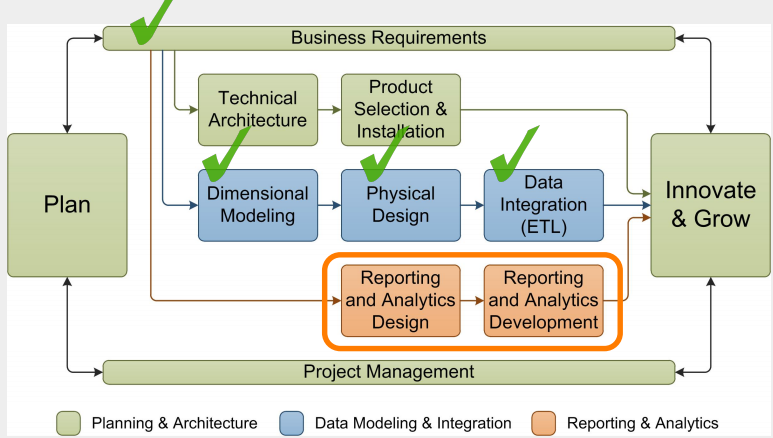 Business Requirements
Technical
Architecture
Product
Selection &
Installation
Plan
Dimensional
Modeling
Physical
Design
Data
Integration
(ETL)
Innovate
& Grow
Reporting
and Analytics
Design
Reporting
and Analytics
Development
Project Management
Planning & Architecture
Data Modeling & Integration
Reporting & Analytics